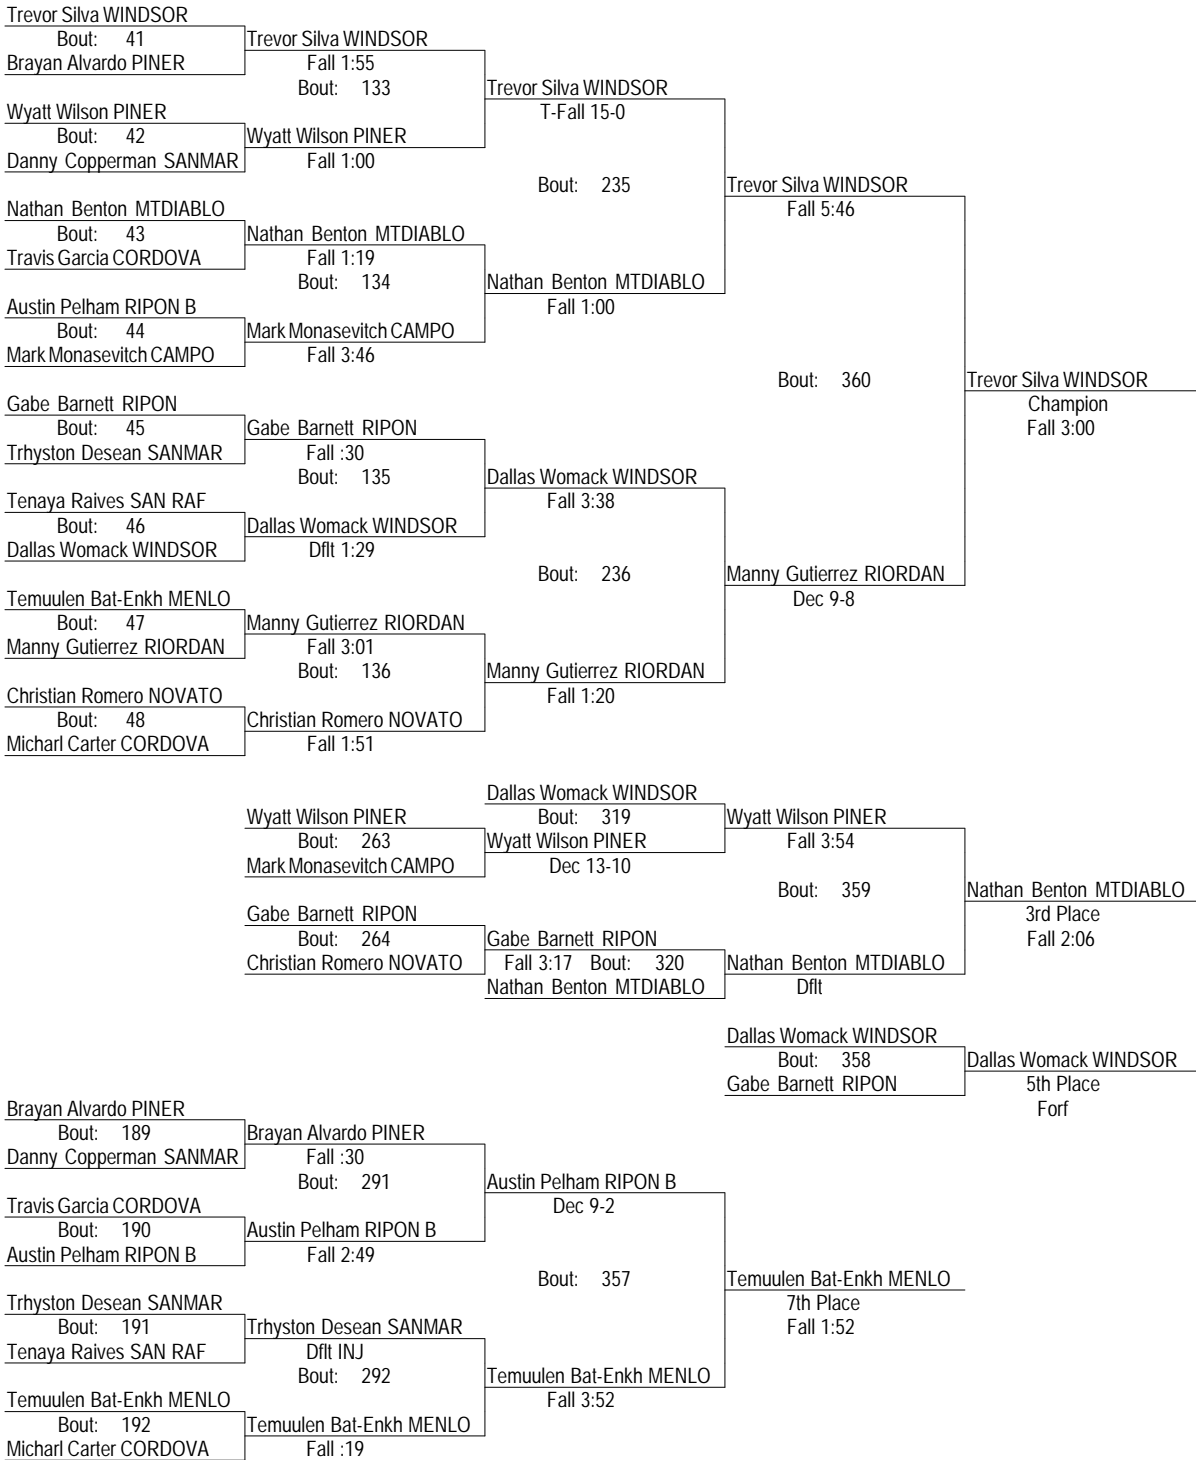 Trevor Silva WINDSOR
Bout: 41 Trevor Silva WINDSOR
Brayan Alvardo PINER Fall 1:55
Bout: 133 Trevor Silva WINDSOR
Wyatt Wilson PINER T-Fall 15-0
Bout: 42 Wyatt Wilson PINER
Danny Copperman SANMAR Fall 1:00
Bout: 235 Trevor Silva WINDSOR
Nathan Benton MTDIABLO Fall 5:46
Bout: 43 Nathan Benton MTDIABLO
Travis Garcia CORDOVA Fall 1:19
Bout: 134 Nathan Benton MTDIABLO
Austin Pelham RIPON B Fall 1:00
Bout: 44 Mark Monasevitch CAMPO
Mark Monasevitch CAMPO Fall 3:46
Bout: 360 Trevor Silva WINDSOR
Gabe Barnett RIPON Champion
Bout: 45 Gabe Barnett RIPON Fall 3:00
Trhyston Desean SANMAR Fall :30
Bout: 135 Dallas Womack WINDSOR
Tenaya Raives SAN RAF Fall 3:38
Bout: 46 Dallas Womack WINDSOR
Dallas Womack WINDSOR Dflt 1:29
Bout: 236 Manny Gutierrez RIORDAN
Temuulen Bat-Enkh MENLO Dec 9-8
Bout: 47 Manny Gutierrez RIORDAN
Manny Gutierrez RIORDAN Fall 3:01
Bout: 136 Manny Gutierrez RIORDAN
Christian Romero NOVATO Fall 1:20
Bout: 48 Christian Romero NOVATO
Micharl Carter CORDOVA Fall 1:51
Dallas Womack WINDSOR
Wyatt Wilson PINER Bout: 319 Wyatt Wilson PINER
Bout: 263 Wyatt Wilson PINER Fall 3:54
Mark Monasevitch CAMPO Dec 13-10
Bout: 359 Nathan Benton MTDIABLO
Gabe Barnett RIPON 3rd Place
Bout: 264 Gabe Barnett RIPON Fall 2:06
Christian Romero NOVATO Fall 3:17 Bout: 320 Nathan Benton MTDIABLO
Nathan Benton MTDIABLO Dflt
Dallas Womack WINDSOR
Bout: 358 Dallas Womack WINDSOR
Gabe Barnett RIPON 5th Place
Brayan Alvardo PINER Forf
Bout: 189 Brayan Alvardo PINER
Danny Copperman SANMAR Fall :30
Bout: 291 Austin Pelham RIPON B
Travis Garcia CORDOVA Dec 9-2
Bout: 190 Austin Pelham RIPON B
Austin Pelham RIPON B Fall 2:49
Bout: 357 Temuulen Bat-Enkh MENLO
Trhyston Desean SANMAR 7th Place
Bout: 191 Trhyston Desean SANMAR Fall 1:52
Tenaya Raives SAN RAF Dflt INJ
Bout: 292 Temuulen Bat-Enkh MENLO
Temuulen Bat-Enkh MENLO Fall 3:52
Bout: 192 Temuulen Bat-Enkh MENLO
Micharl Carter CORDOVA Fall :19